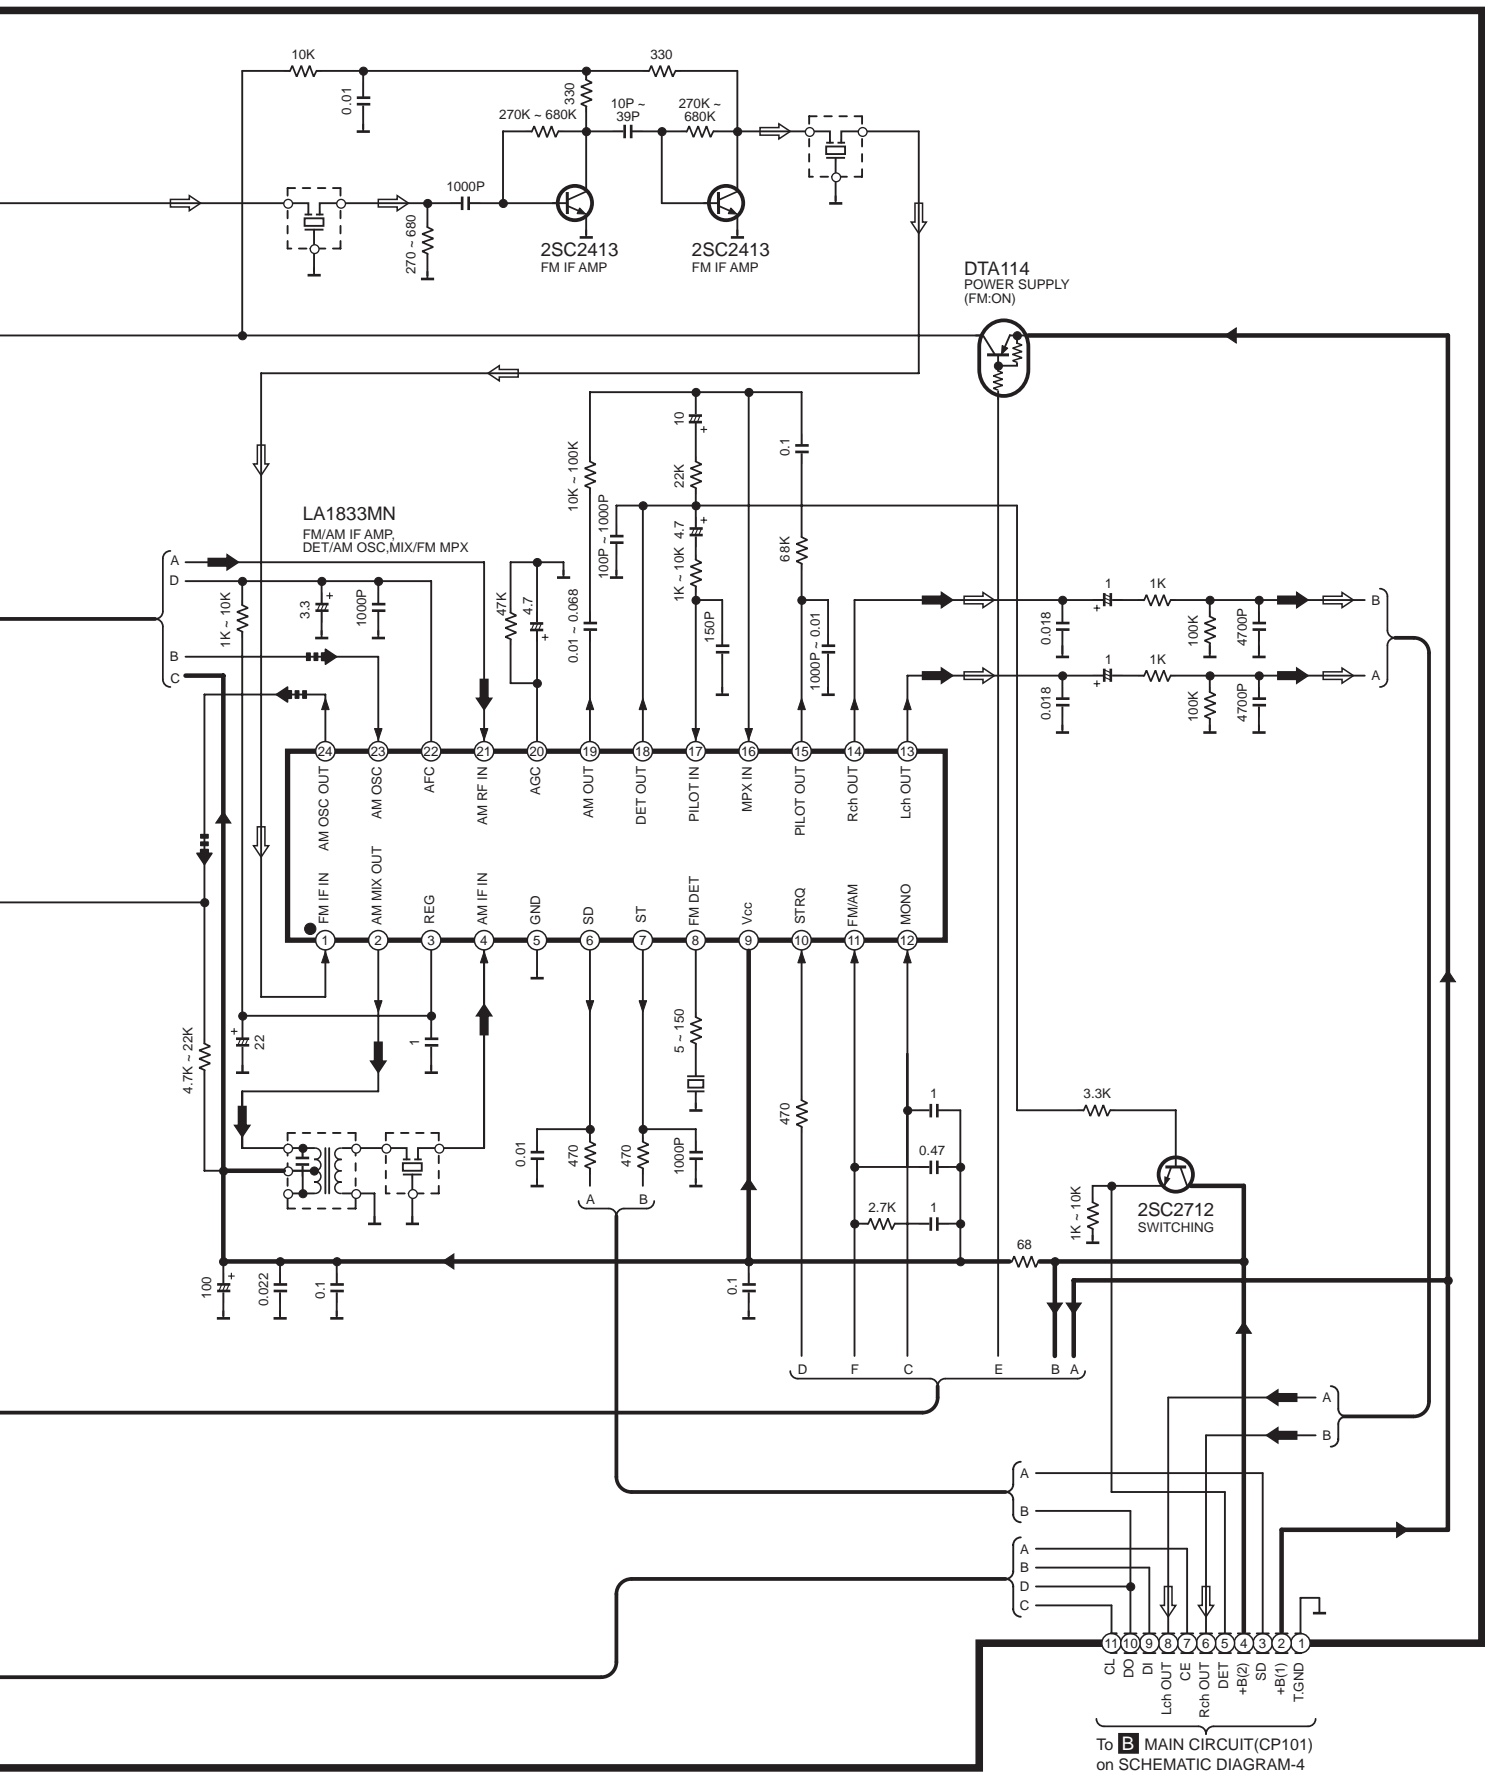 10K
330
0.01
330
270K ~ 680K
10P ~
39P
270K ~
680K
1000P
270 ~ 680
2SC2413
FM IF AMP
2SC2413
FM IF AMP
DTA114
POWER SUPPLY
(FM:ON)
10
+
0.1
10K ~ 100K
22K
LA1833MN
FM/AM IF AMP,
DET/AM OSC,MIX/FM MPX
100P ~ 1000P
4.7
+
68K
A
D
B
C
1K ~ 10K
3.3
+
1000P
47K
4.7
+
0.01 ~ 0.068
1K ~ 10K
150P
1000P ~ 0.01
0.018
1
+
1K
100K
4700P
B
0.018
1
+
1K
100K
4700P
A
24 23 22 21 20 19 18 17 16 15 14 13
AM OSC OUT
AM OSC
AFC
AM RF IN
AGC
AM OUT
DET OUT
PILOT IN
MPX IN
PILOT OUT
Rch OUT
Lch OUT
FM IF IN
AM MIX OUT
REG
AM IF IN
GND
SD
ST
FM DET
Vcc
STRQ
FM/AM
MONO
1 2 3 4 5 6 7 8 9 10 11 12
4.7K ~ 22K
+
22
1
5 ~ 150
470
1
3.3K
0.01
470
470
1000P
0.47
A
B
2.7K
1
1K ~ 10K
2SC2712
SWITCHING
68
100
+
0.022
0.1
0.1
D
F
C
E
B
A
A
B
A
B
A
B
D
C
11 10 9 8 7 6 5 4 3 2 1
CL
DO
DI
Lch OUT
CE
Rch OUT
DET
+B(2)
SD
+B(1)
T.GND
To B MAIN CIRCUIT(CP101)
on SCHEMATIC DIAGRAM-4